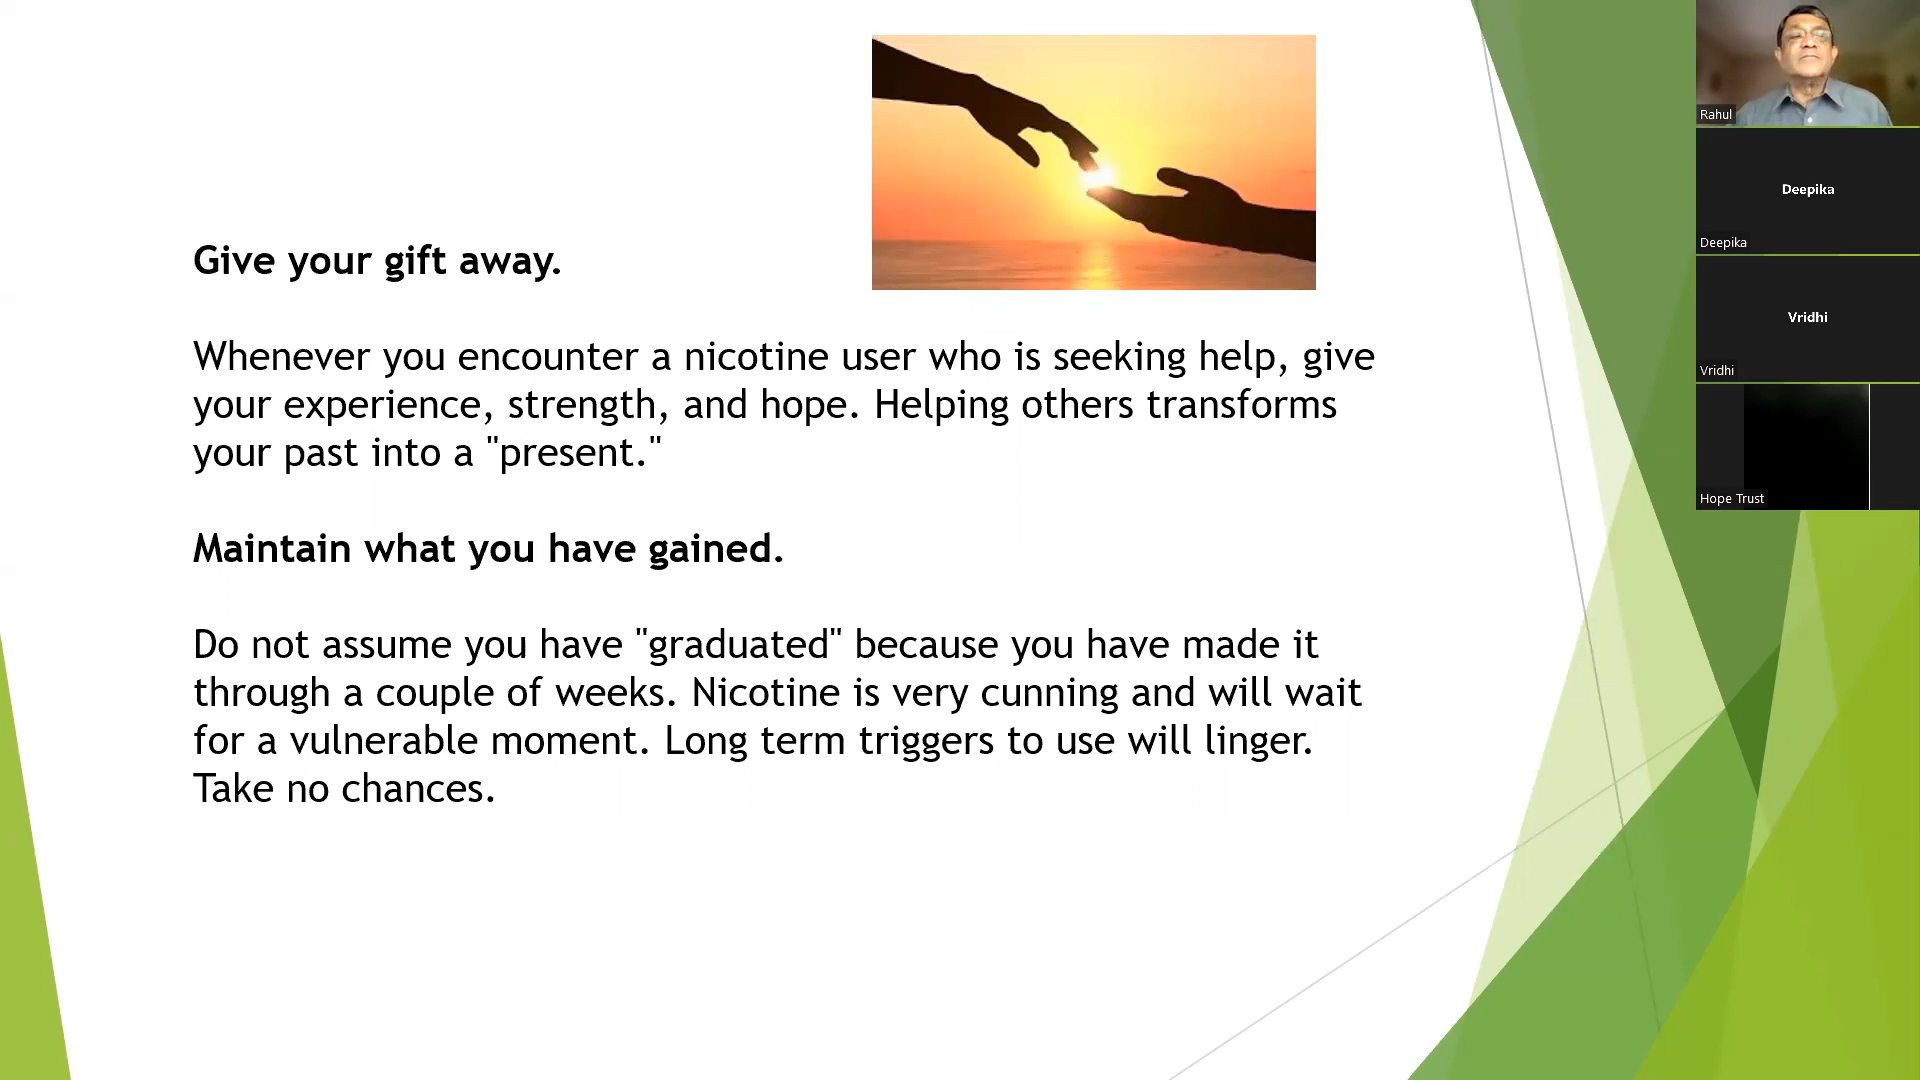 Give your gift away.
Whenever you encounter a nicotine user who is seeking help, give
your experience, strength, and hope. Helping others transforms
your past into a "present."
Maintain what you have gained.
Do not assume you have "graduated" because you have made it
through a couple of weeks. Nicotine is very cunning and will wait
for a vulnerable moment. Long term triggers to use will linger.
Take no chances.
Rahul
Deepika
Deepika
Vridhi
Vridhi
Hope Trust